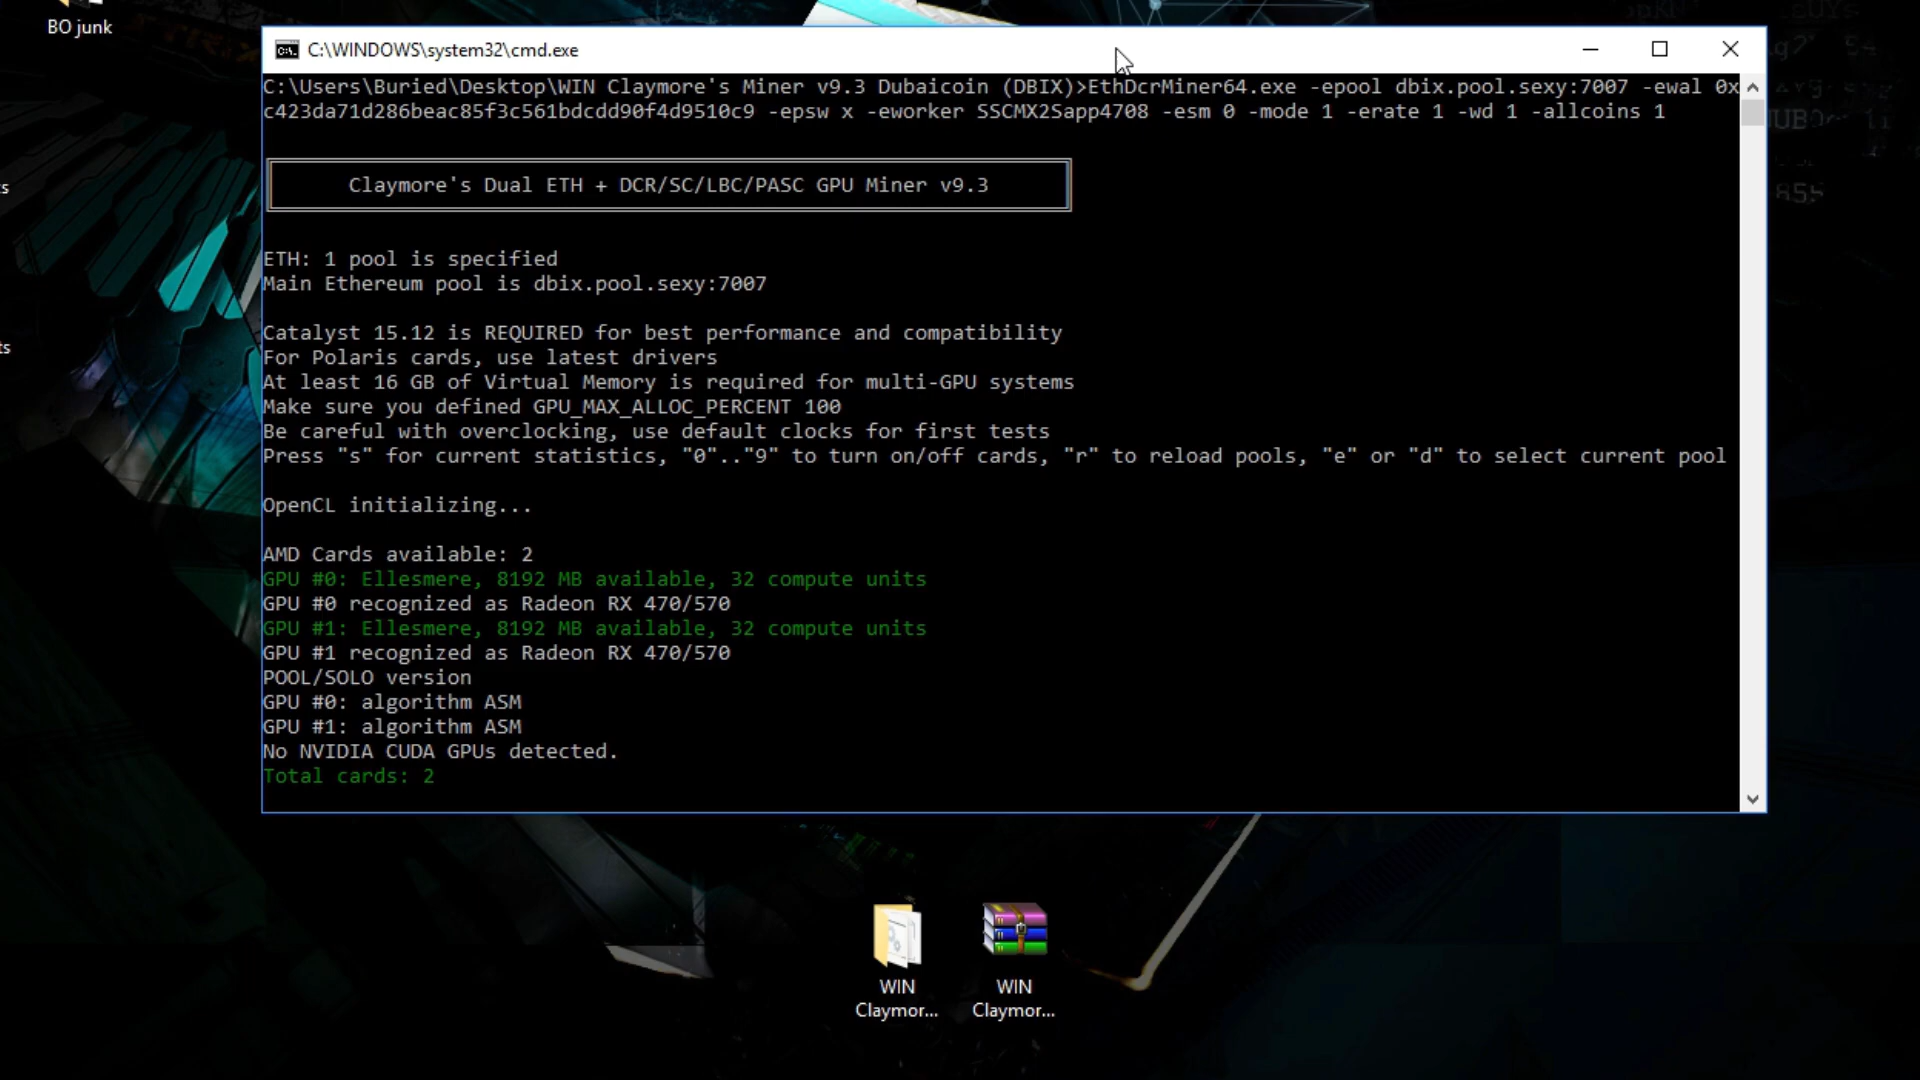 BO junk
C:\WINDOWS\system32\cmd.exe
C:\Users\Buried\Desktop\WIN Claymore's Miner v9.3 Dubaicoin (DBIX)>EthDcrMiner64.exe -epool dbix.pool.sexy:7007 -ewal 0x
c423da71d286beac85f3c561bdcdd90f4d9510c9 -epsw x -eworker SSCMX2Sapp4708 -esm 0 -mode 1 -erate 1 -wd 1 -allcoins 1
Claymore's Dual ETH + DCR/SC/LBC/PASC GPU Miner v9.3
ETH: 1 pool is specified
Main Ethereum pool is dbix.pool.sexy:7007
Catalyst 15.12 is REQUIRED for best performance and compatibility
For Polaris cards, use latest drivers
At least 16 GB of Virtual Memory is required for multi-GPU systems
Make sure you defined GPU_MAX_ALLOC_PERCENT 100
Be careful with overclocking, use default clocks for first tests
Press "s" for current statistics, "0".."9" to turn on/off cards, "r" to reload pools, "e" or "d" to select current pool
OpenCL initializing...
AMD Cards available: 2
GPU #0: Ellesmere, 8192 MB available, 32 compute units
GPU #0 recognized as Radeon RX 470/570
GPU #1: Ellesmere, 8192 MB available, 32 compute units
GPU #1 recognized as Radeon RX 470/570
POOL/SOLO version
GPU #0: algorithm ASM
GPU #1: algorithm ASM
No NVIDIA CUDA GPUs detected.
Total cards: 2
WIN
Claymor...
WIN
Claymor...